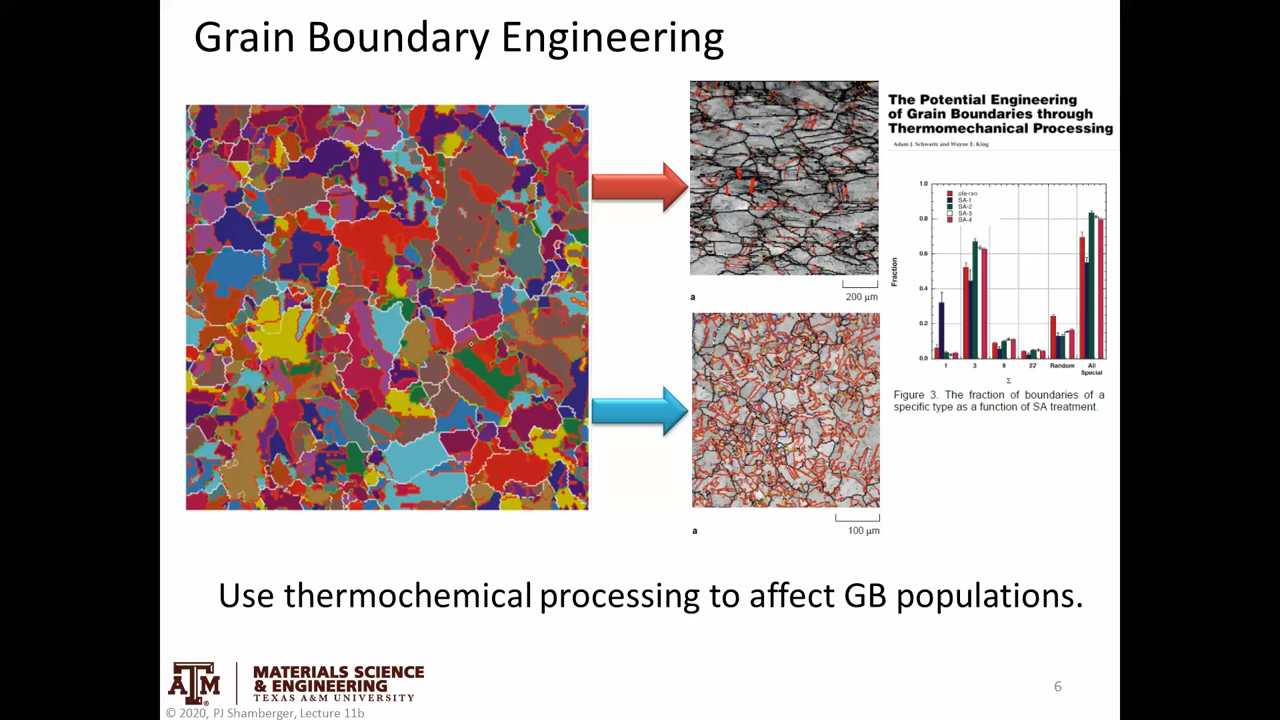 Grain Boundary Engineering
The Potential Engineering
of Grain Boundaries through
Thermomechanical Processing
Adam J. Schwartz and Wayne E. King
1.0
0.8
0.6
0.4
0.2
0.0
Fraction
ofe-rxn
SA-1
SA-2
SA-3
SA-4
1 3 9 27 Random All
Special
Σ
Figure 3. The fraction of boundaries of a
specific type as a function of SA treatment.
a
200 μm
a
100 μm
Use thermochemical processing to affect GB populations.
ATM
MATERIALS SCIENCE
& ENGINEERING
TEXAS A&M UNIVERSITY
© 2020, PJ Shamberger, Lecture 11b
6